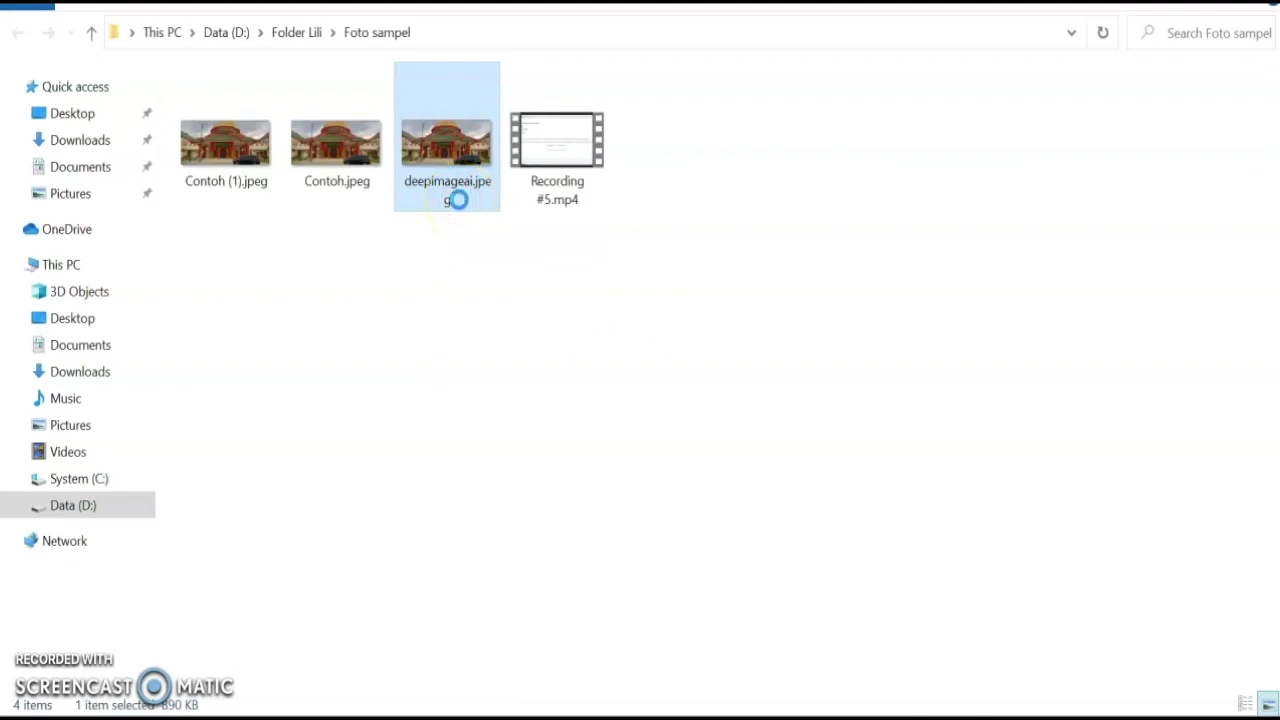 This PC > Data (D:) > Folder Lili > Foto sampel
Search Foto sampel
Quick access
Desktop
Downloads
Documents
Pictures
OneDrive
This PC
3D Objects
Desktop
Documents
Downloads
Music
Pictures
Videos
System (C:)
Data (D:)
Network
Contoh (1).jpeg
Contoh.jpeg
deepimageai.jpe
g
Recording
#5.mp4
RECORDED WITH
SCREENCAST MATIC
4 items 1 item selected 890 KB